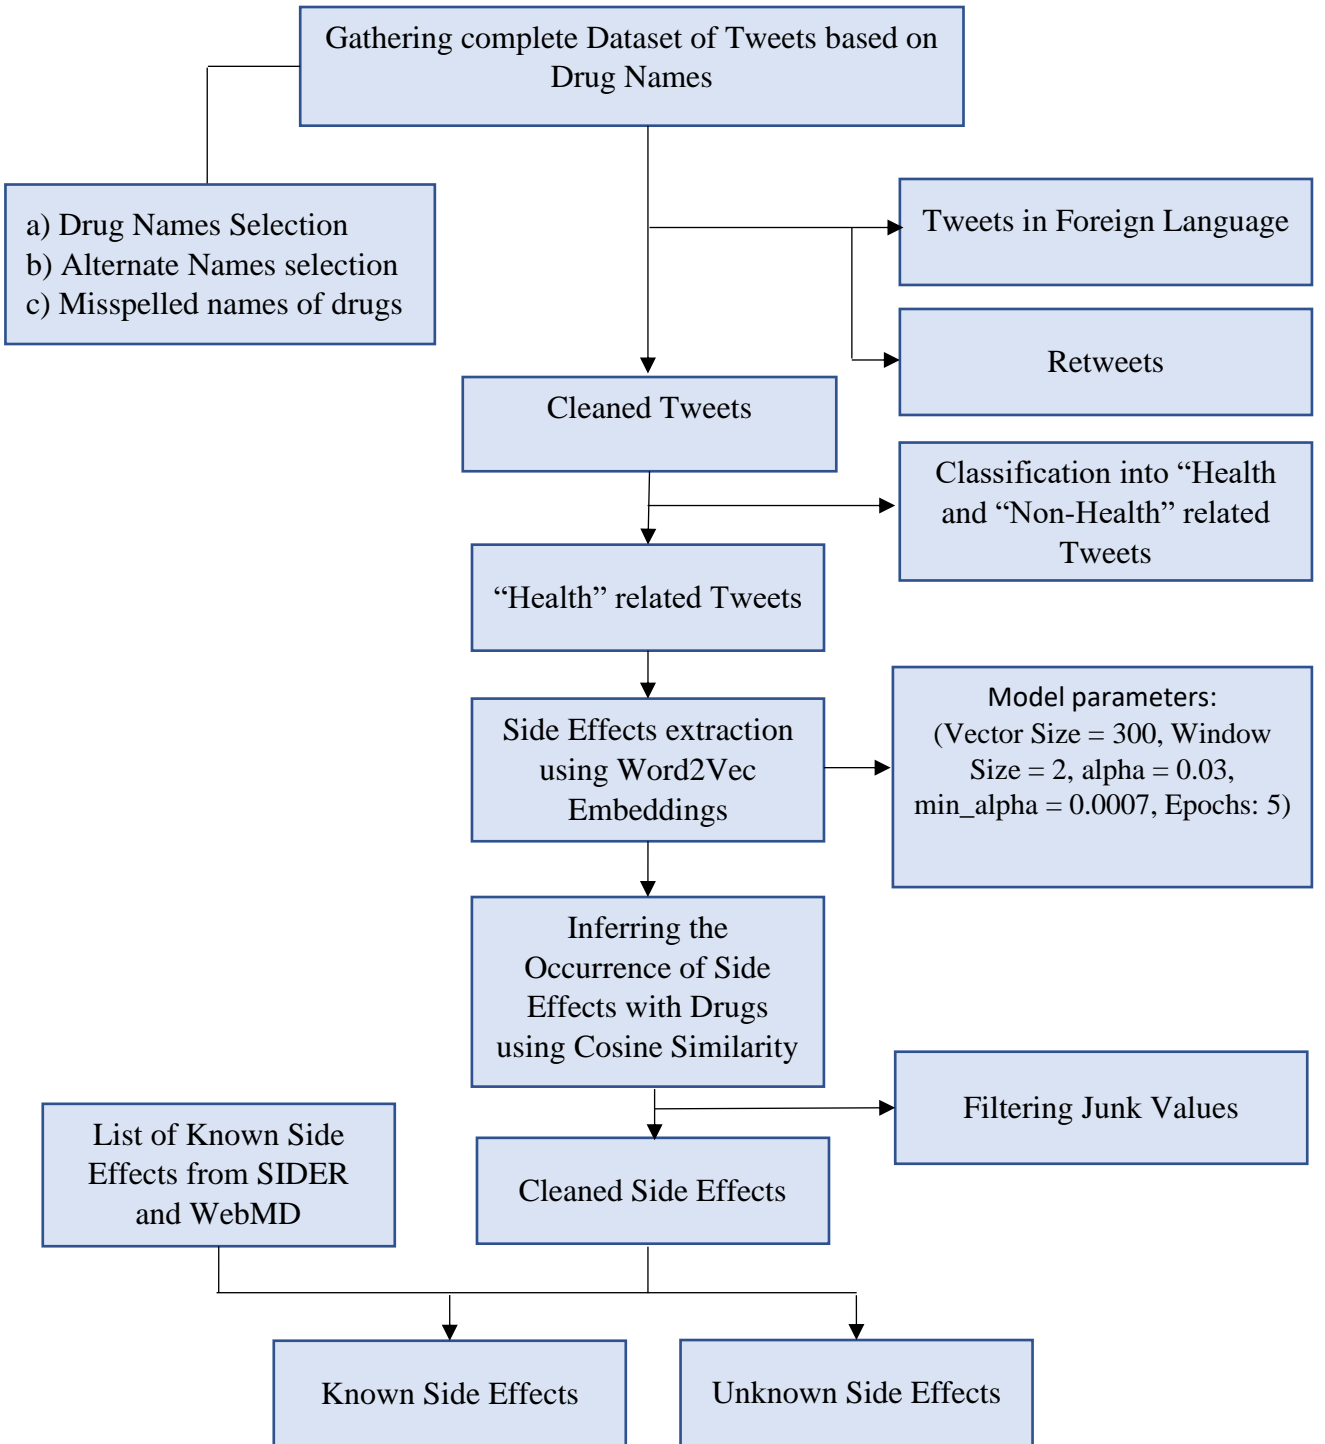 Gathering complete Dataset of Tweets based on
Drug Names
a) Drug Names Selection
b) Alternate Names selection
c) Misspelled names of drugs
Tweets in Foreign Language
Retweets
Cleaned Tweets
Classification into “Health
and “Non-Health” related
Tweets
“Health” related Tweets
Side Effects extraction
using Word2Vec
Embeddings
Model parameters:
(Vector Size = 300, Window
Size = 2, alpha = 0.03,
min_alpha = 0.0007, Epochs: 5)
Inferring the
Occurrence of Side
Effects with Drugs
using Cosine Similarity
Filtering Junk Values
List of Known Side
Effects from SIDER
and WebMD
Cleaned Side Effects
Known Side Effects
Unknown Side Effects